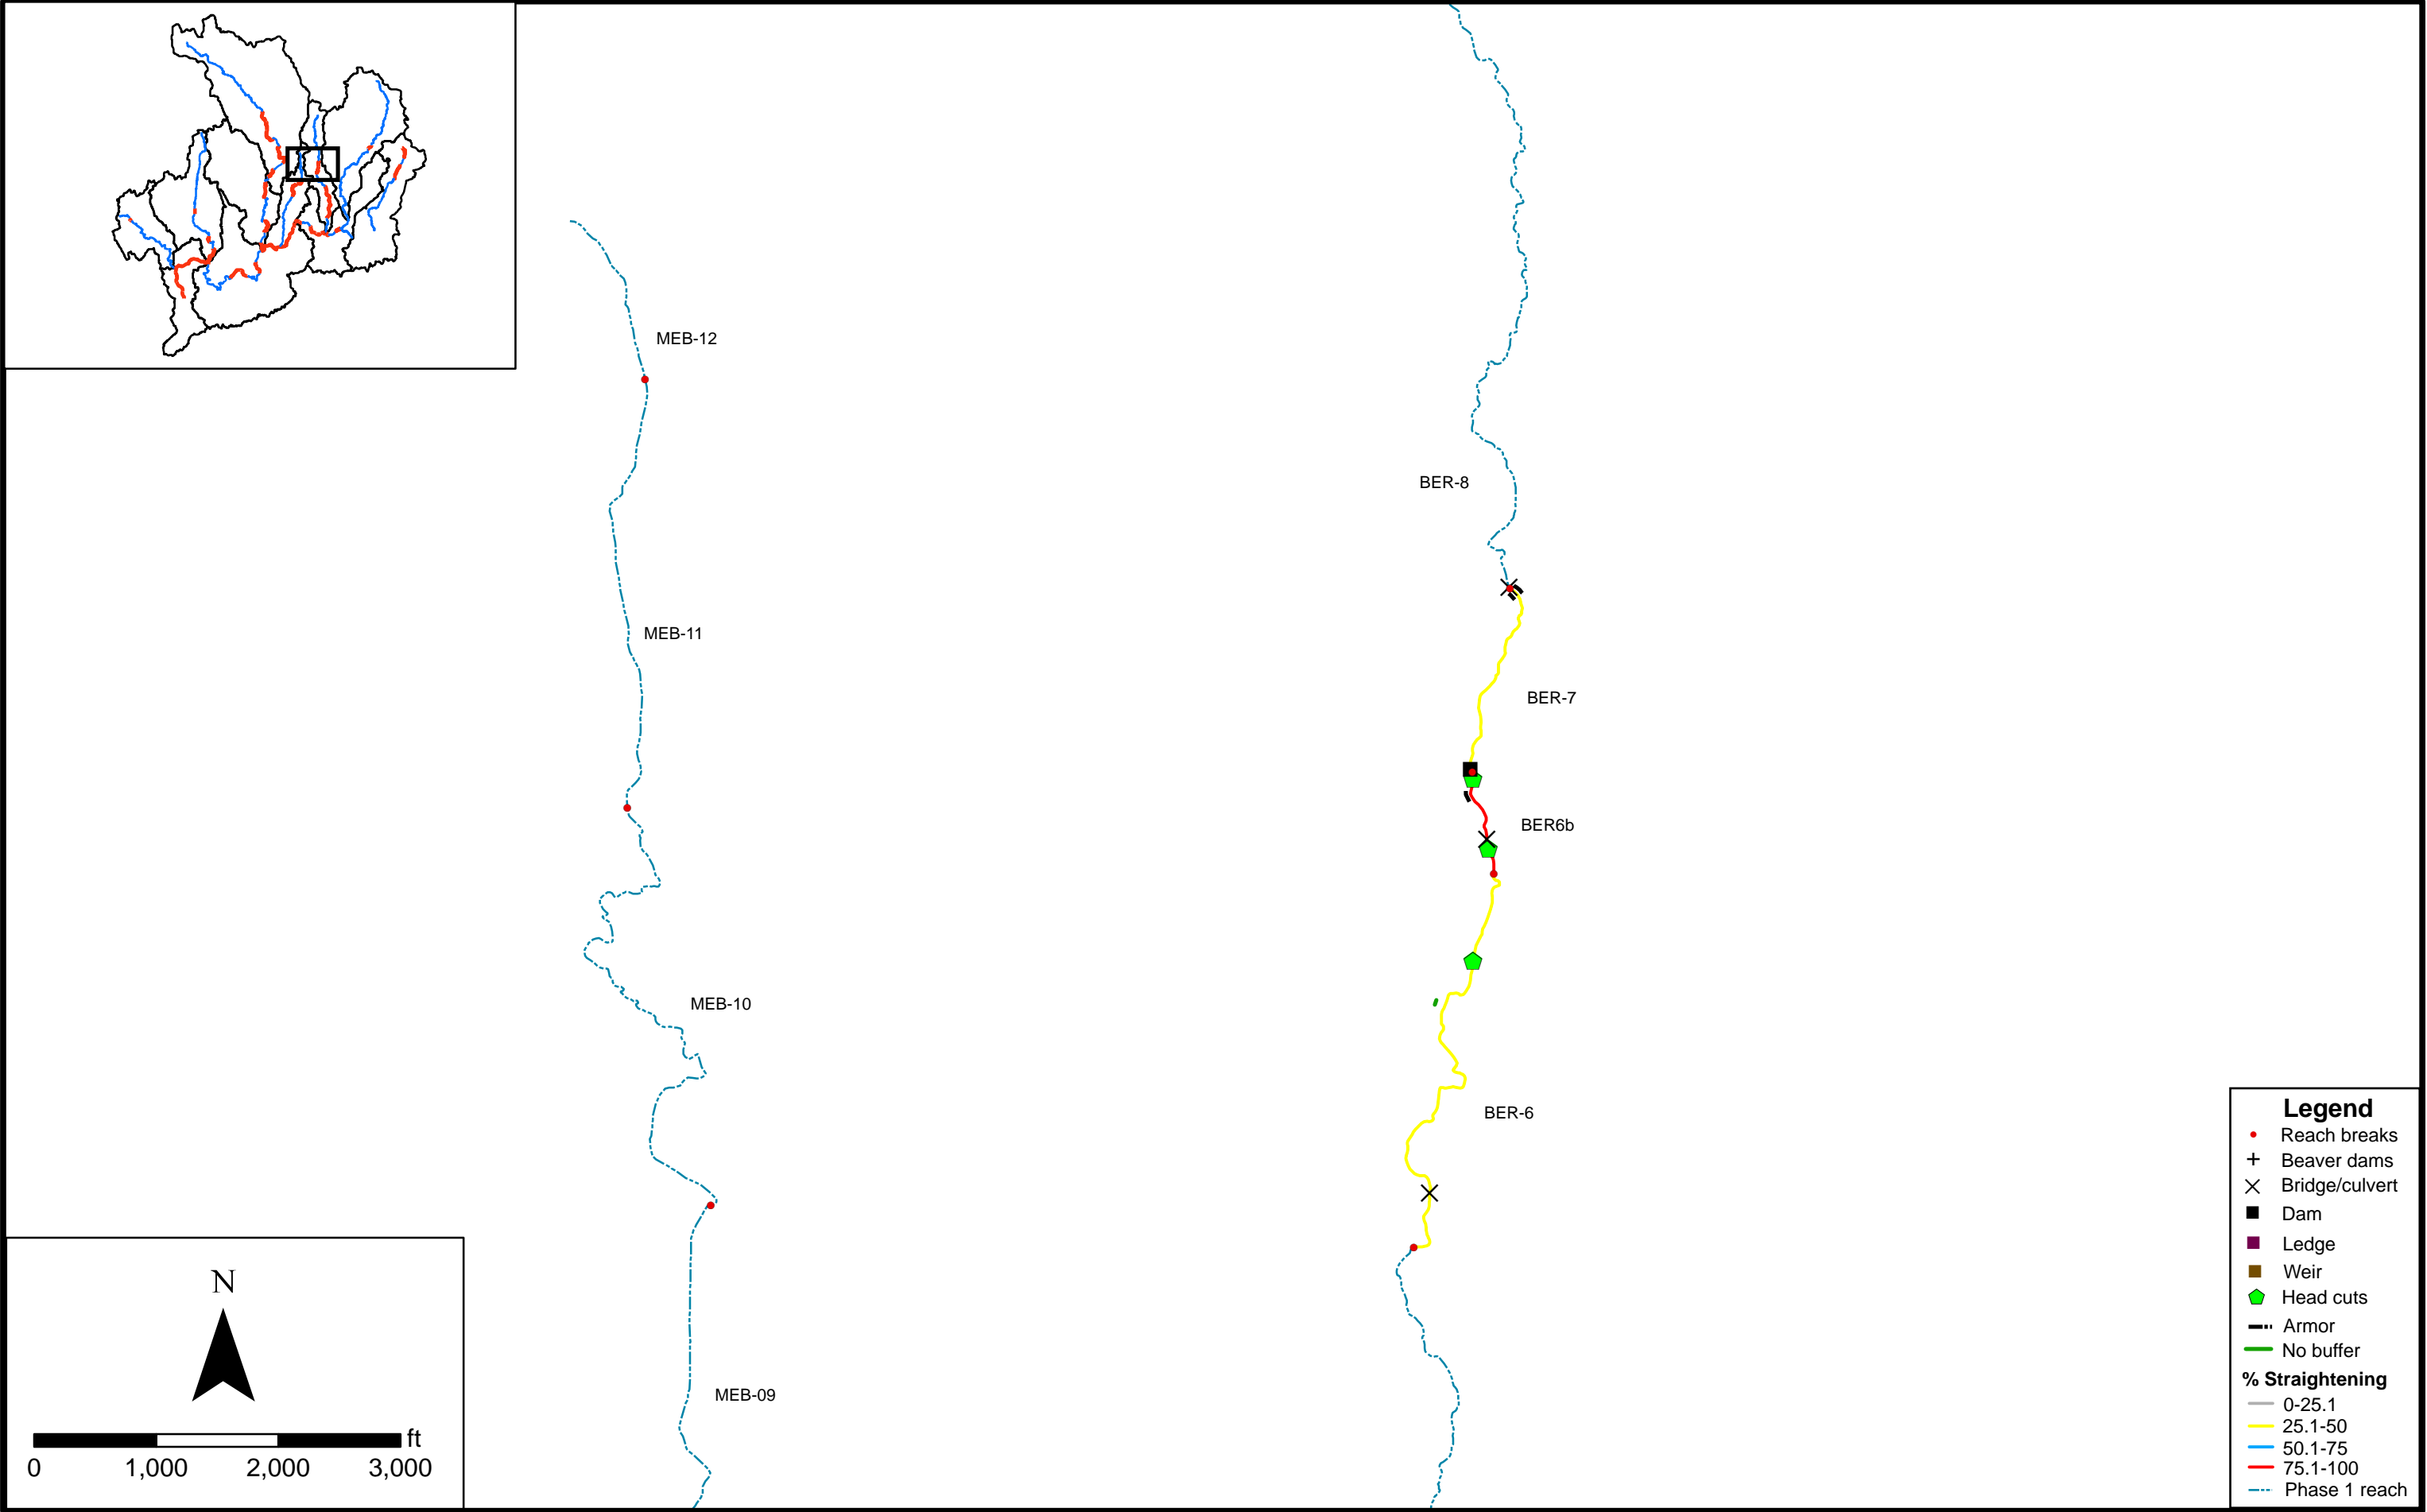 MEB-12
BER-8
MEB-11
BER-7
BER6b
MEB-10
BER-6
MEB-09
N
ft
0 1,000 2,000 3,000
Legend
Reach breaks
Beaver dams
Bridge/culvert
Dam
Ledge
Weir
Head cuts
Armor
No buffer
% Straightening
0-25.1
25.1-50
50.1-75
75.1-100
Phase 1 reach